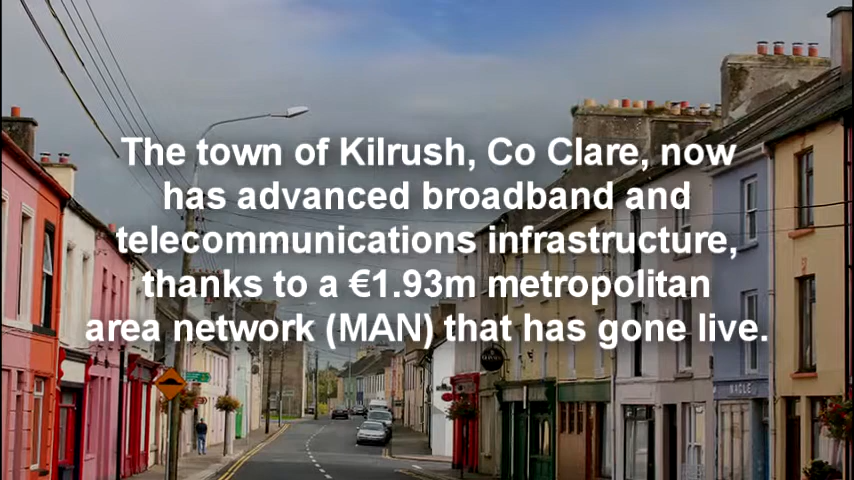 The town of Kilrush, Co Clare, now
has advanced broadband and
telecommunications infrastructure,
thanks to a €1.93m metropolitan
area network (MAN) that has gone live.